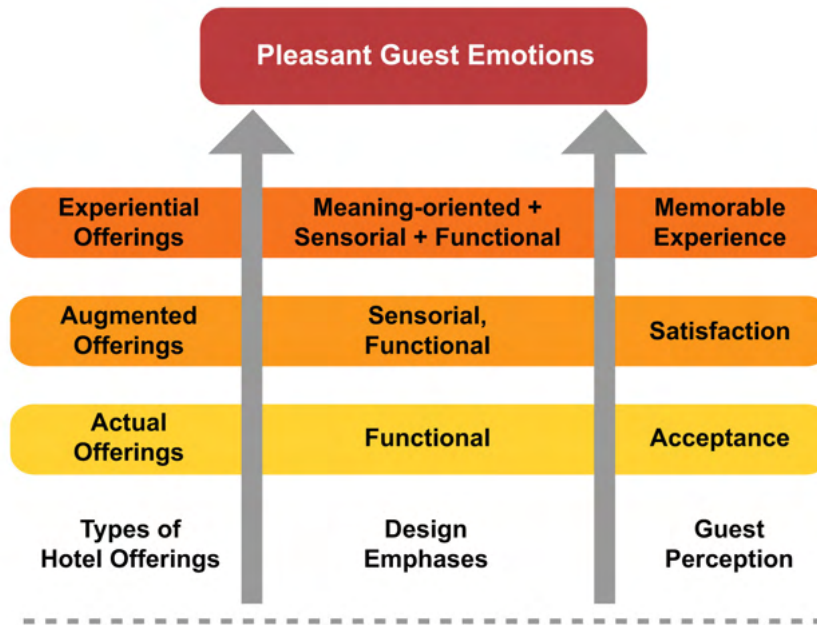 Pleasant Guest Emotions
Experiential
Offerings
Meaning-oriented +
Sensorial + Functional
Memorable
Experience
Augmented
Offerings
Sensorial,
Functional
Satisfaction
Actual
Offerings
Functional
Acceptance
Types of
Hotel Offerings
Design
Emphases
Guest
Perception